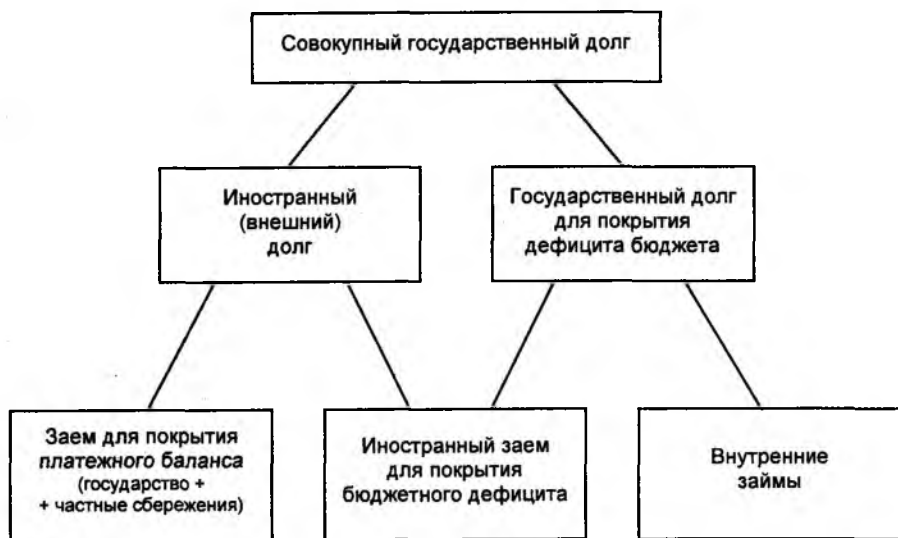 Совокупный государственный долг
Иностранный
(внешний)
долг
Государственный долг
для покрытия
дефицита бюджета
Заем для покрытия
платежного баланса
(государство +
+ частные сбережения)
Иностранный заем
для покрытия
бюджетного дефицита
Внутренние
займы